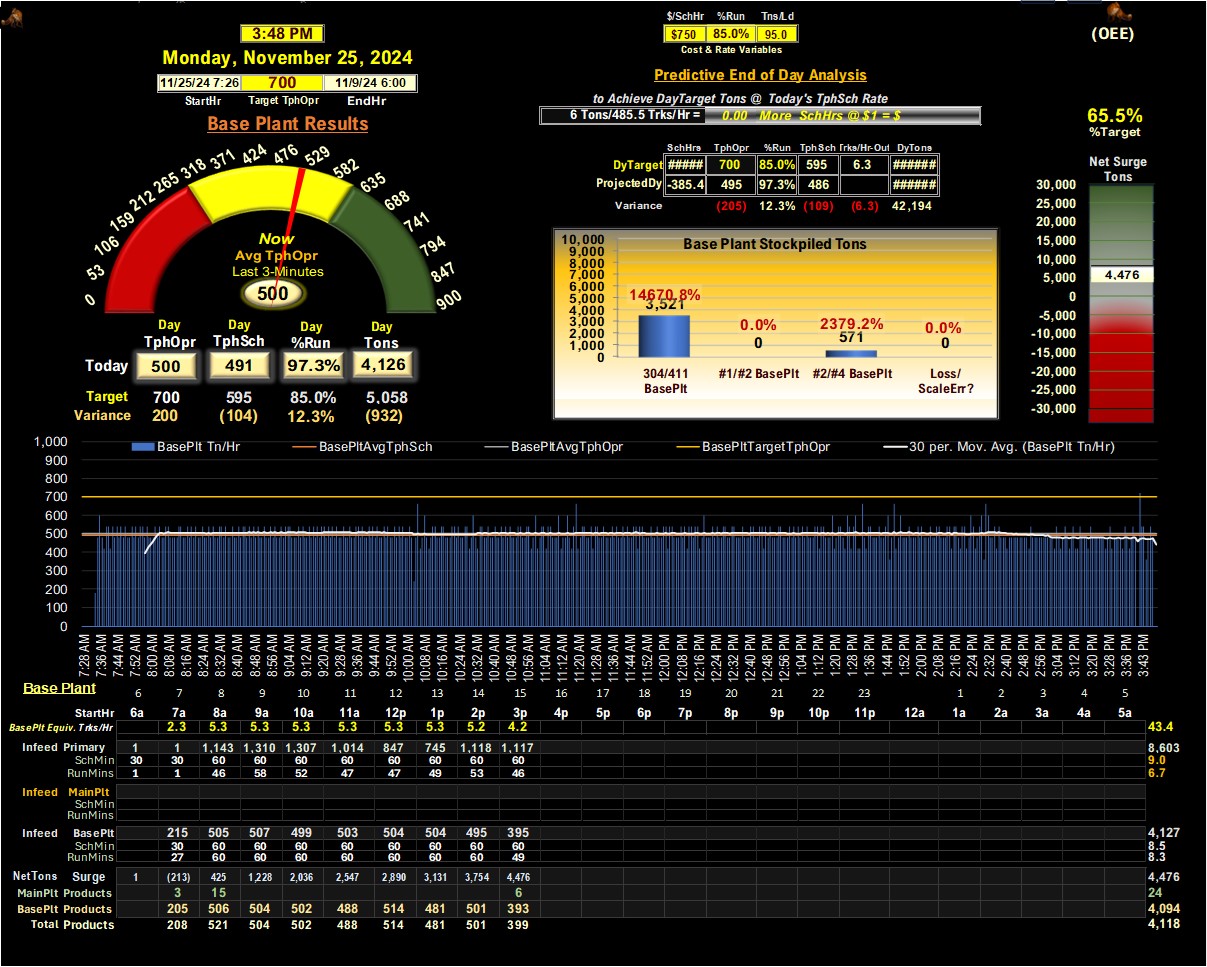 $/SchHr %Run Tns/Ld
3:48 PM $750 85.0% 95.0 (OEE)
Cost & Rate Variables
Monday, November 25, 2024
Predictive End of Day Analysis
11/25/24 7:26 700 11/9/24 6:00
StartHr Target TphOpr EndHr
to Achieve DayTarget Tons @ Today's TphSch Rate
6 Tons/485.5 Trks/Hr = 0.00 More SchHrs @ $1 = $
65.5%
%Target
Base Plant Results
SchHrs TphOpr %Run TphSch Trks/Hr-Out DyTons
DyTarget ##### 700 85.0% 595 6.3 ######
ProjectedDy -385.4 495 97.3% 486 ######
Variance (205) 12.3% (109) (6.3) 42,194
Net Surge
Tons
30,000
25,000
20,000
15,000
10,000
5,000
0
-5,000
-10,000
-15,000
-20,000
-25,000
-30,000
4,476
0 53 106 159 212 265 318 371 424 476 529 582 635 688 741 794 847 900
Now
Avg TphOpr
Last 3-Minutes
500
Base Plant Stockpiled Tons
10,000
9,000
8,000
7,000
6,000
5,000
4,000
3,000
2,000
1,000
0
14670.8% 0.0% 2379.2% 0.0%
3,521 0 571 0
304/411 BasePlt #1/#2 BasePlt #2/#4 BasePlt Loss/ScaleErr?
Day TphOpr Day TphSch Day %Run Day Tons
Today 500 491 97.3% 4,126
Target 700 595 85.0% 5,058
Variance 200 (104) 12.3% (932)
BasePlt Tn/Hr BasePltAvgTphSch BasePltAvgTphOpr BasePltTargetTphOpr 30 per. Mov. Avg. (BasePlt Tn/Hr)
1,000
900
800
700
600
500
400
300
200
100
0
7:28 AM 7:36 AM 7:44 AM 7:52 AM 8:00 AM 8:08 AM 8:16 AM 8:24 AM 8:32 AM 8:40 AM 8:48 AM 8:56 AM 9:04 AM 9:12 AM 9:20 AM 9:28 AM 9:36 AM 9:44 AM 9:52 AM 10:00 AM 10:08 AM 10:16 AM 10:24 AM 10:32 AM 10:40 AM 10:48 AM 10:56 AM 11:04 AM 11:12 AM 11:20 AM 11:28 AM 11:36 AM 11:44 AM 11:52 AM 12:00 PM 12:08 PM 12:16 PM 12:24 PM 12:32 PM 12:40 PM 12:48 PM 12:56 PM 1:04 PM 1:12 PM 1:20 PM 1:28 PM 1:36 PM 1:44 PM 1:52 PM 2:00 PM 2:08 PM 2:16 PM 2:24 PM 2:32 PM 2:40 PM 2:48 PM 2:56 PM 3:04 PM 3:12 PM 3:20 PM 3:28 PM 3:36 PM 3:43 PM
Base Plant 6 7 8 9 10 11 12 13 14 15 16 17 18 19 20 21 22 23 1 2 3 4 5
StartHr 6a 7a 8a 9a 10a 11a 12p 1p 2p 3p 4p 5p 6p 7p 8p 9p 10p 11p 12a 1a 2a 3a 4a 5a
BasePlt Equiv. Trks/Hr 2.3 5.3 5.3 5.3 5.3 5.3 5.3 5.2 4.2 43.4
Infeed Primary 1 1 1,143 1,310 1,307 1,014 847 745 1,118 1,117 8,603
SchMin 30 30 60 60 60 60 60 60 60 60 9.0
RunMins 1 1 46 58 52 47 47 49 53 46 6.7
Infeed MainPlt
SchMin
RunMins
Infeed BasePlt 215 505 507 499 503 504 504 495 395 4,127
SchMin 30 60 60 60 60 60 60 60 60 8.5
RunMins 27 60 60 60 60 60 60 60 49 8.3
NetTons Surge 1 (213) 425 1,228 2,036 2,547 2,890 3,131 3,754 4,476 4,476
MainPlt Products 3 15 6 24
BasePlt Products 205 506 504 502 488 514 481 501 393 4,094
Total Products 208 521 504 502 488 514 481 501 399 4,118